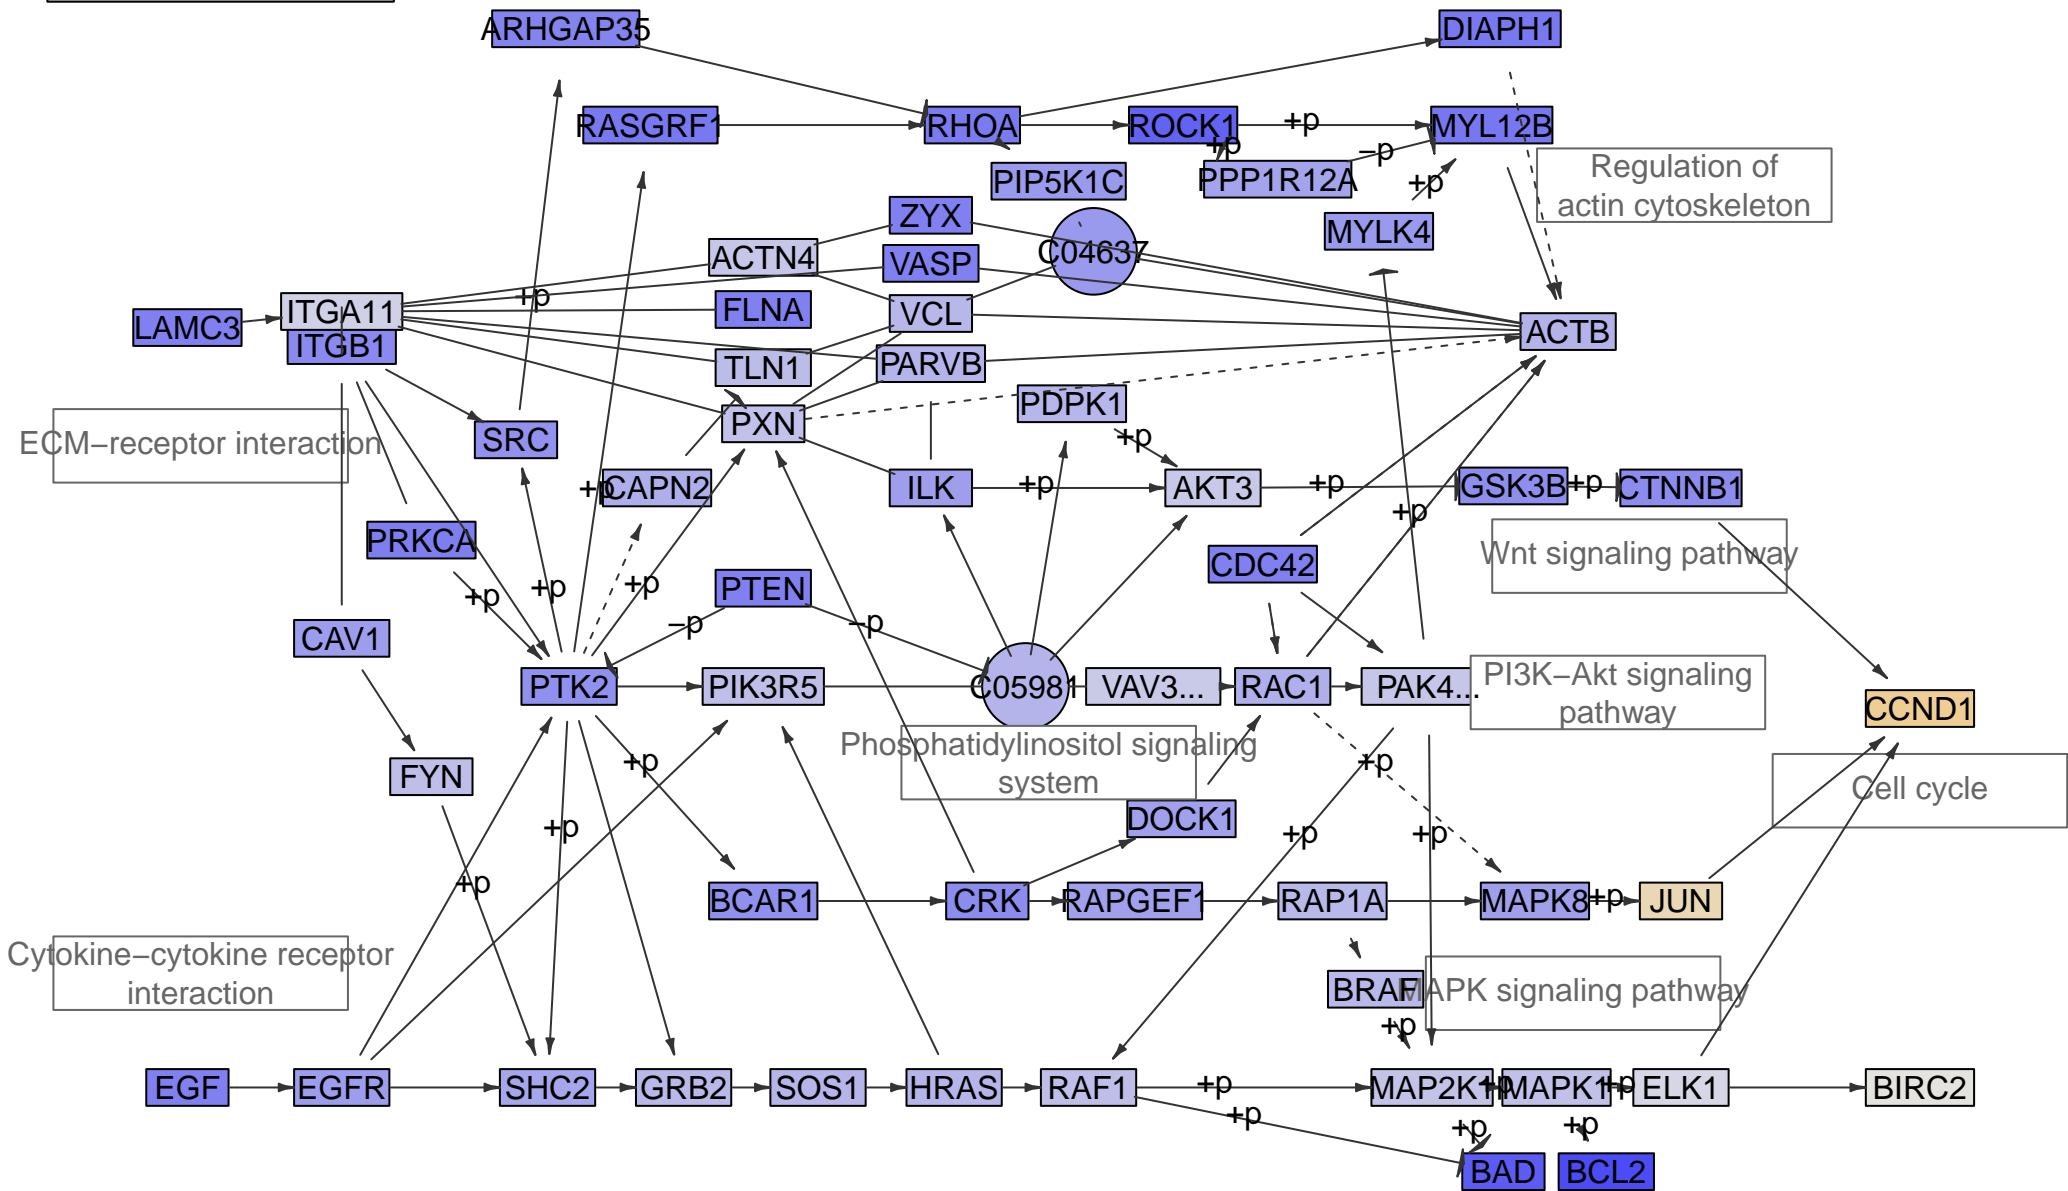 ARHGAP35
DIAPH1
RASGRF1
RHOA
ROCK1
+p
MYL12B
+p
−p
PIP5K1C
PPP1R12A
+p
Regulation of
actin cytoskeleton
ZYX
MYLK4
ACTN4
VASP
C04637
+p
ITGA11
FLNA
VCL
LAMC3
ACTB
ITGB1
TLN1
PARVB
PDPK1
PXN
+p
ECM−receptor interaction
SRC
+p
CAPN2
ILK
+p
AKT3
+p
GSK3B
+p
CTNNB1
+p
PRKCA
Wnt signaling pathway
CDC42
+p
+p
+p
PTEN
−p
−p
CAV1
PTK2
PIK3R5
C05981
VAV3...
RAC1
PAK4...
PI3K−Akt signaling
pathway
CCND1
Phosphatidylinositol signaling
system
+p
+p
FYN
Cell cycle
DOCK1
+p
+p
+p
+p
BCAR1
CRK
RAPGEF1
RAP1A
MAPK8
+p
JUN
Cytokine−cytokine receptor
interaction
BRAF
MAPK signaling pathway
+p
EGF
EGFR
SHC2
GRB2
SOS1
HRAS
RAF1
+p
MAP2K1
+p
MAPK1
+p
ELK1
BIRC2
+p
+p
+p
BAD
BCL2